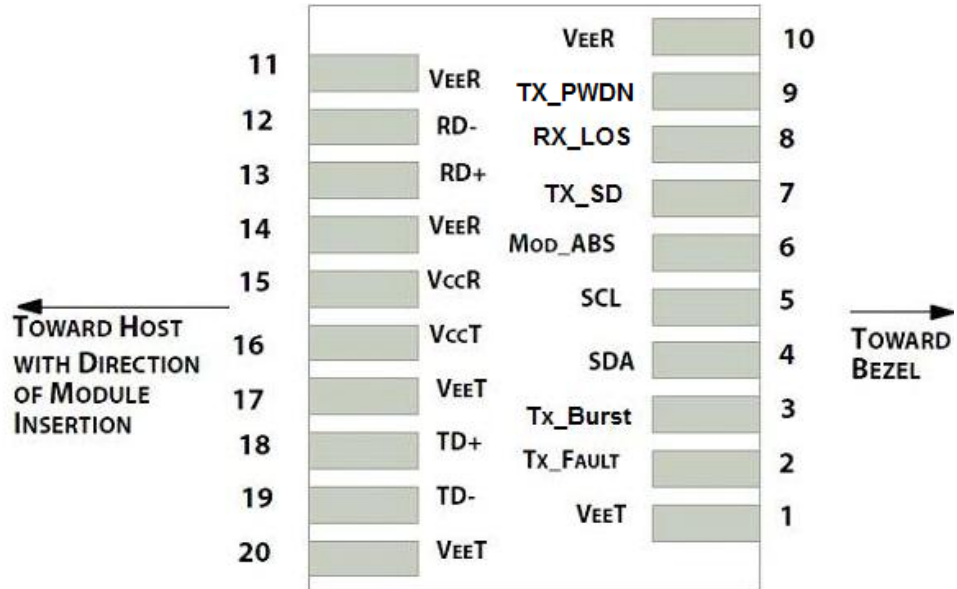 11 VEER
12 RD-
13 RD+
14 VEER
15 VCCR
16 VCCT
17 VEET
18 TD+
19 TD-
20 VEET
VEER 10
TX_PWDN 9
RX_LOS 8
TX_SD 7
MOD_ABS 6
SCL 5
SDA 4
Tx_Burst 3
TX_FAULT 2
VEET 1
TOWARD HOST
WITH DIRECTION
OF MODULE
INSERTION
TOWARD
BEZEL